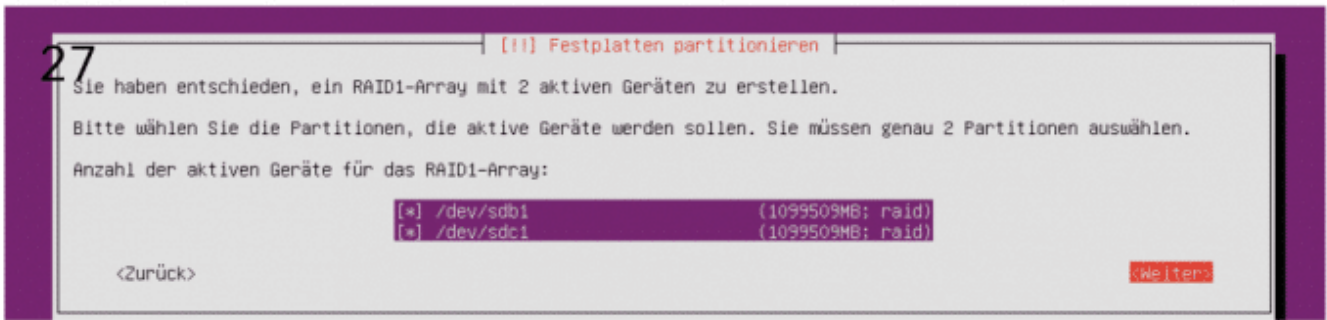 27
[!!] Festplatten partitionieren
Sie haben entschieden, ein RAID1-Array mit 2 aktiven Geräten zu erstellen.
Bitte wählen Sie die Partitionen, die aktive Geräte werden sollen. Sie müssen genau 2 Partitionen auswählen.
Anzahl der aktiven Geräte für das RAID1-Array:
[*] /dev/sdb1 (1099509MB; raid)
[*] /dev/sdc1 (1099509MB; raid)
<Zurück> <Weiter>